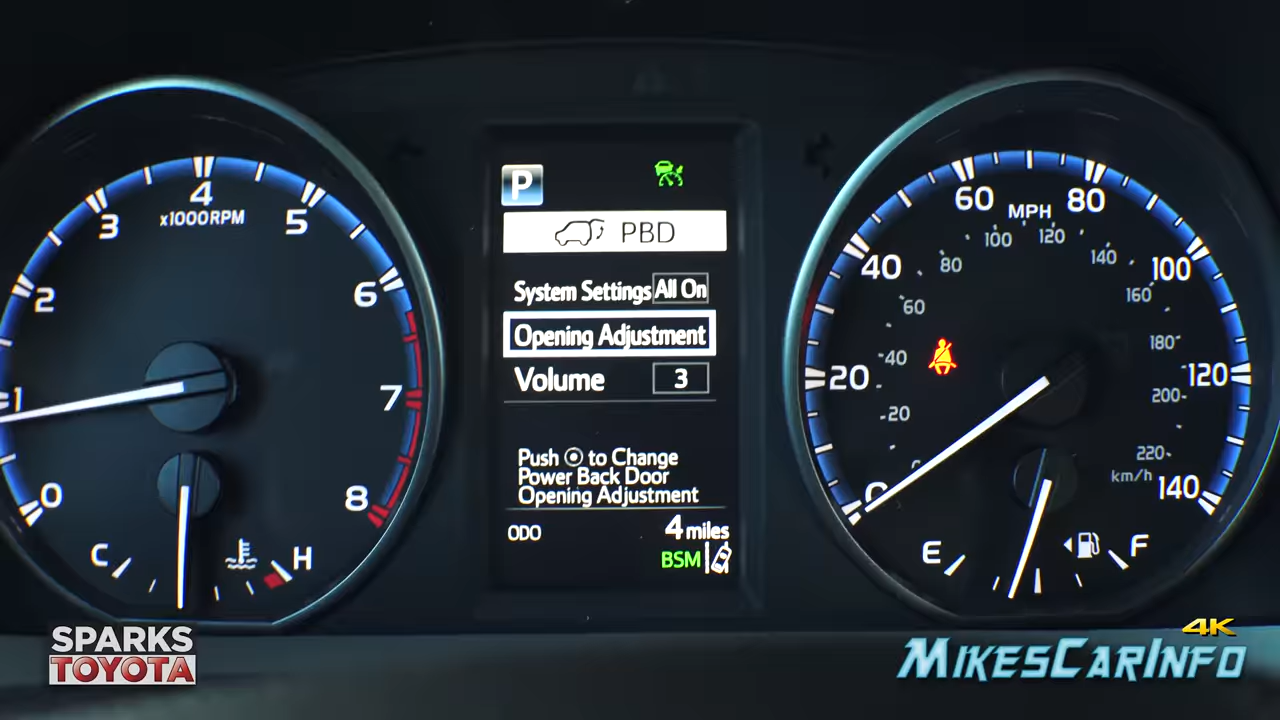 0
1
2
3
4
5
6
7
8
x1000RPM
C
H
P
PBD
System Settings All On
Opening Adjustment
Volume 3
Push to Change
Power Back Door
Opening Adjustment
ODO 4 miles
BSM
0
20
40
60
80
100
120
140
MPH
0
20
40
60
80
100
120
140
160
180
200
220
km/h
E
F
SPARKS
TOYOTA
4K
MIKESCARINFO